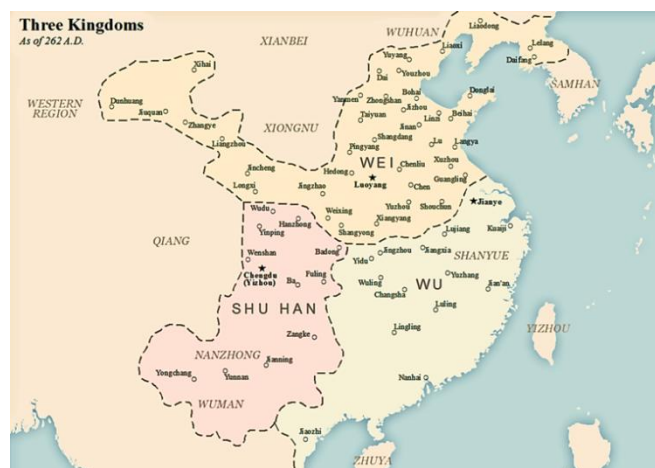 Three Kingdoms
As of 262 A.D.
XIANBEI
WUHUAN
Liaodong
Lelang
Daifang
SAMHAN
Liaoxi
Yuyang
Youzhou
Dai
Xihai
Dunhuang
Jiuquan
Zhangye
WESTERN
REGION
XIONGNU
Liangzhou
Yanmen
Zhongshan
Bohai
Jizhou
Donglai
Taiyuan
Linzi
Beihai
Jinan
Shangdang
Pingyang
Lu
Langya
WEI
Chenliu
Xuzhou
Jincheng
Hedong
Luoyang
Guangling
Longxi
Jingzhao
Chen
Yuzhou
Shouchun
Jianye
Wudu
Weixing
Xiangyang
Hanzhong
Yinping
Shangyong
Lujiang
Kuaiji
QIANG
Wenshan
Badong
Jingzhou
Jiangxia
SHANYUE
Yidu
Chengdu
(Yizhou)
Ba
Fuling
Wuling
WU
Yuzhang
Changsha
Jian'an
SHU HAN
Luling
Lingling
YIZHOU
Zangke
NANZHONG
Jianning
Yongchang
Yunnan
Nanhai
WUMAN
Jiaozhi
ZHUYA